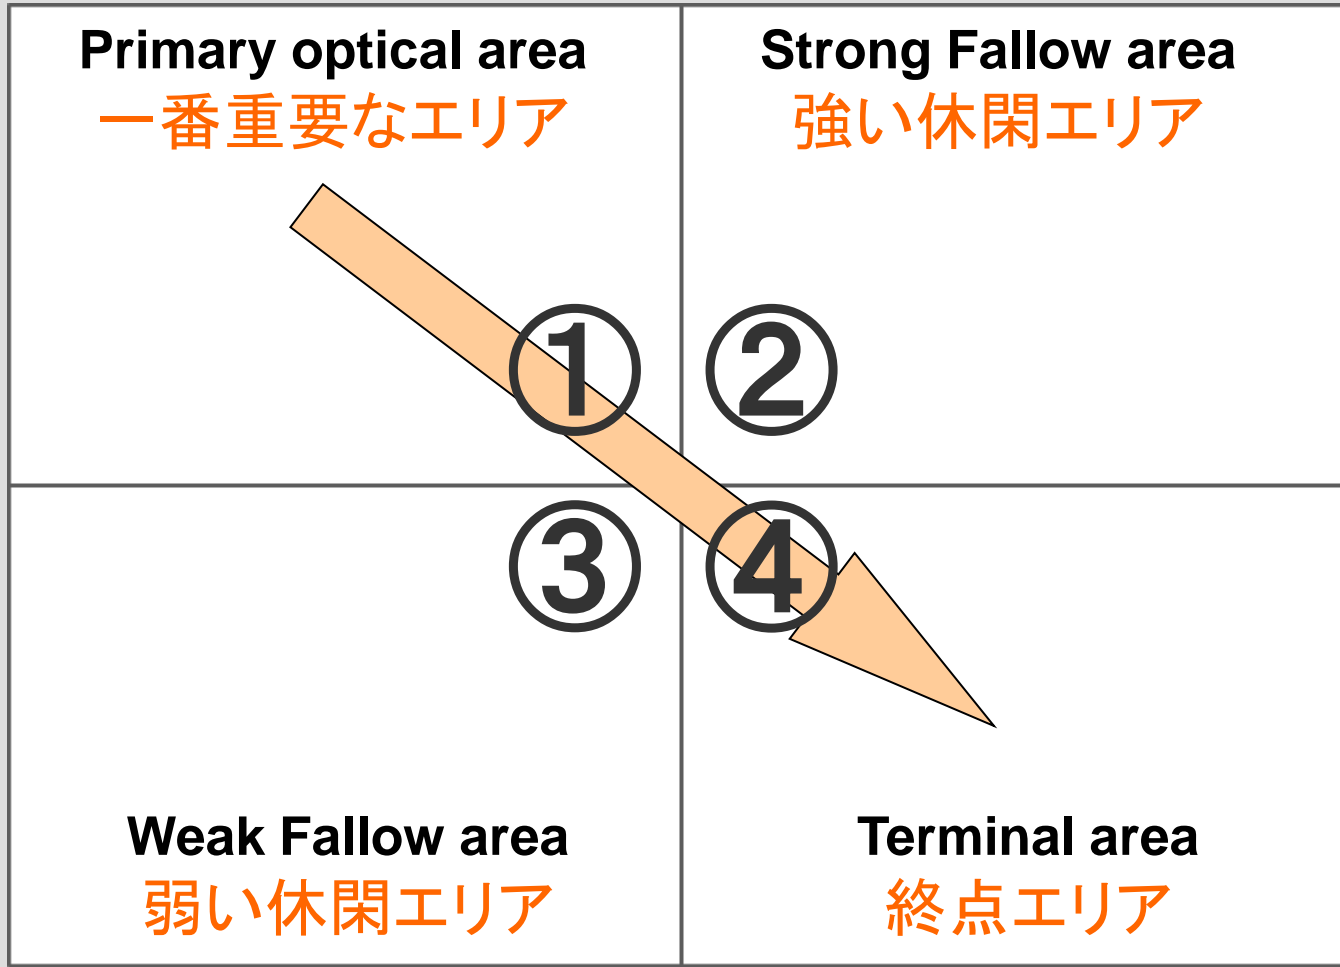 Primary optical area
一番重要なエリア
Strong Fallow area
強い休閑エリア
①
②
③
④
Weak Fallow area
弱い休閑エリア
Terminal area
終点エリア